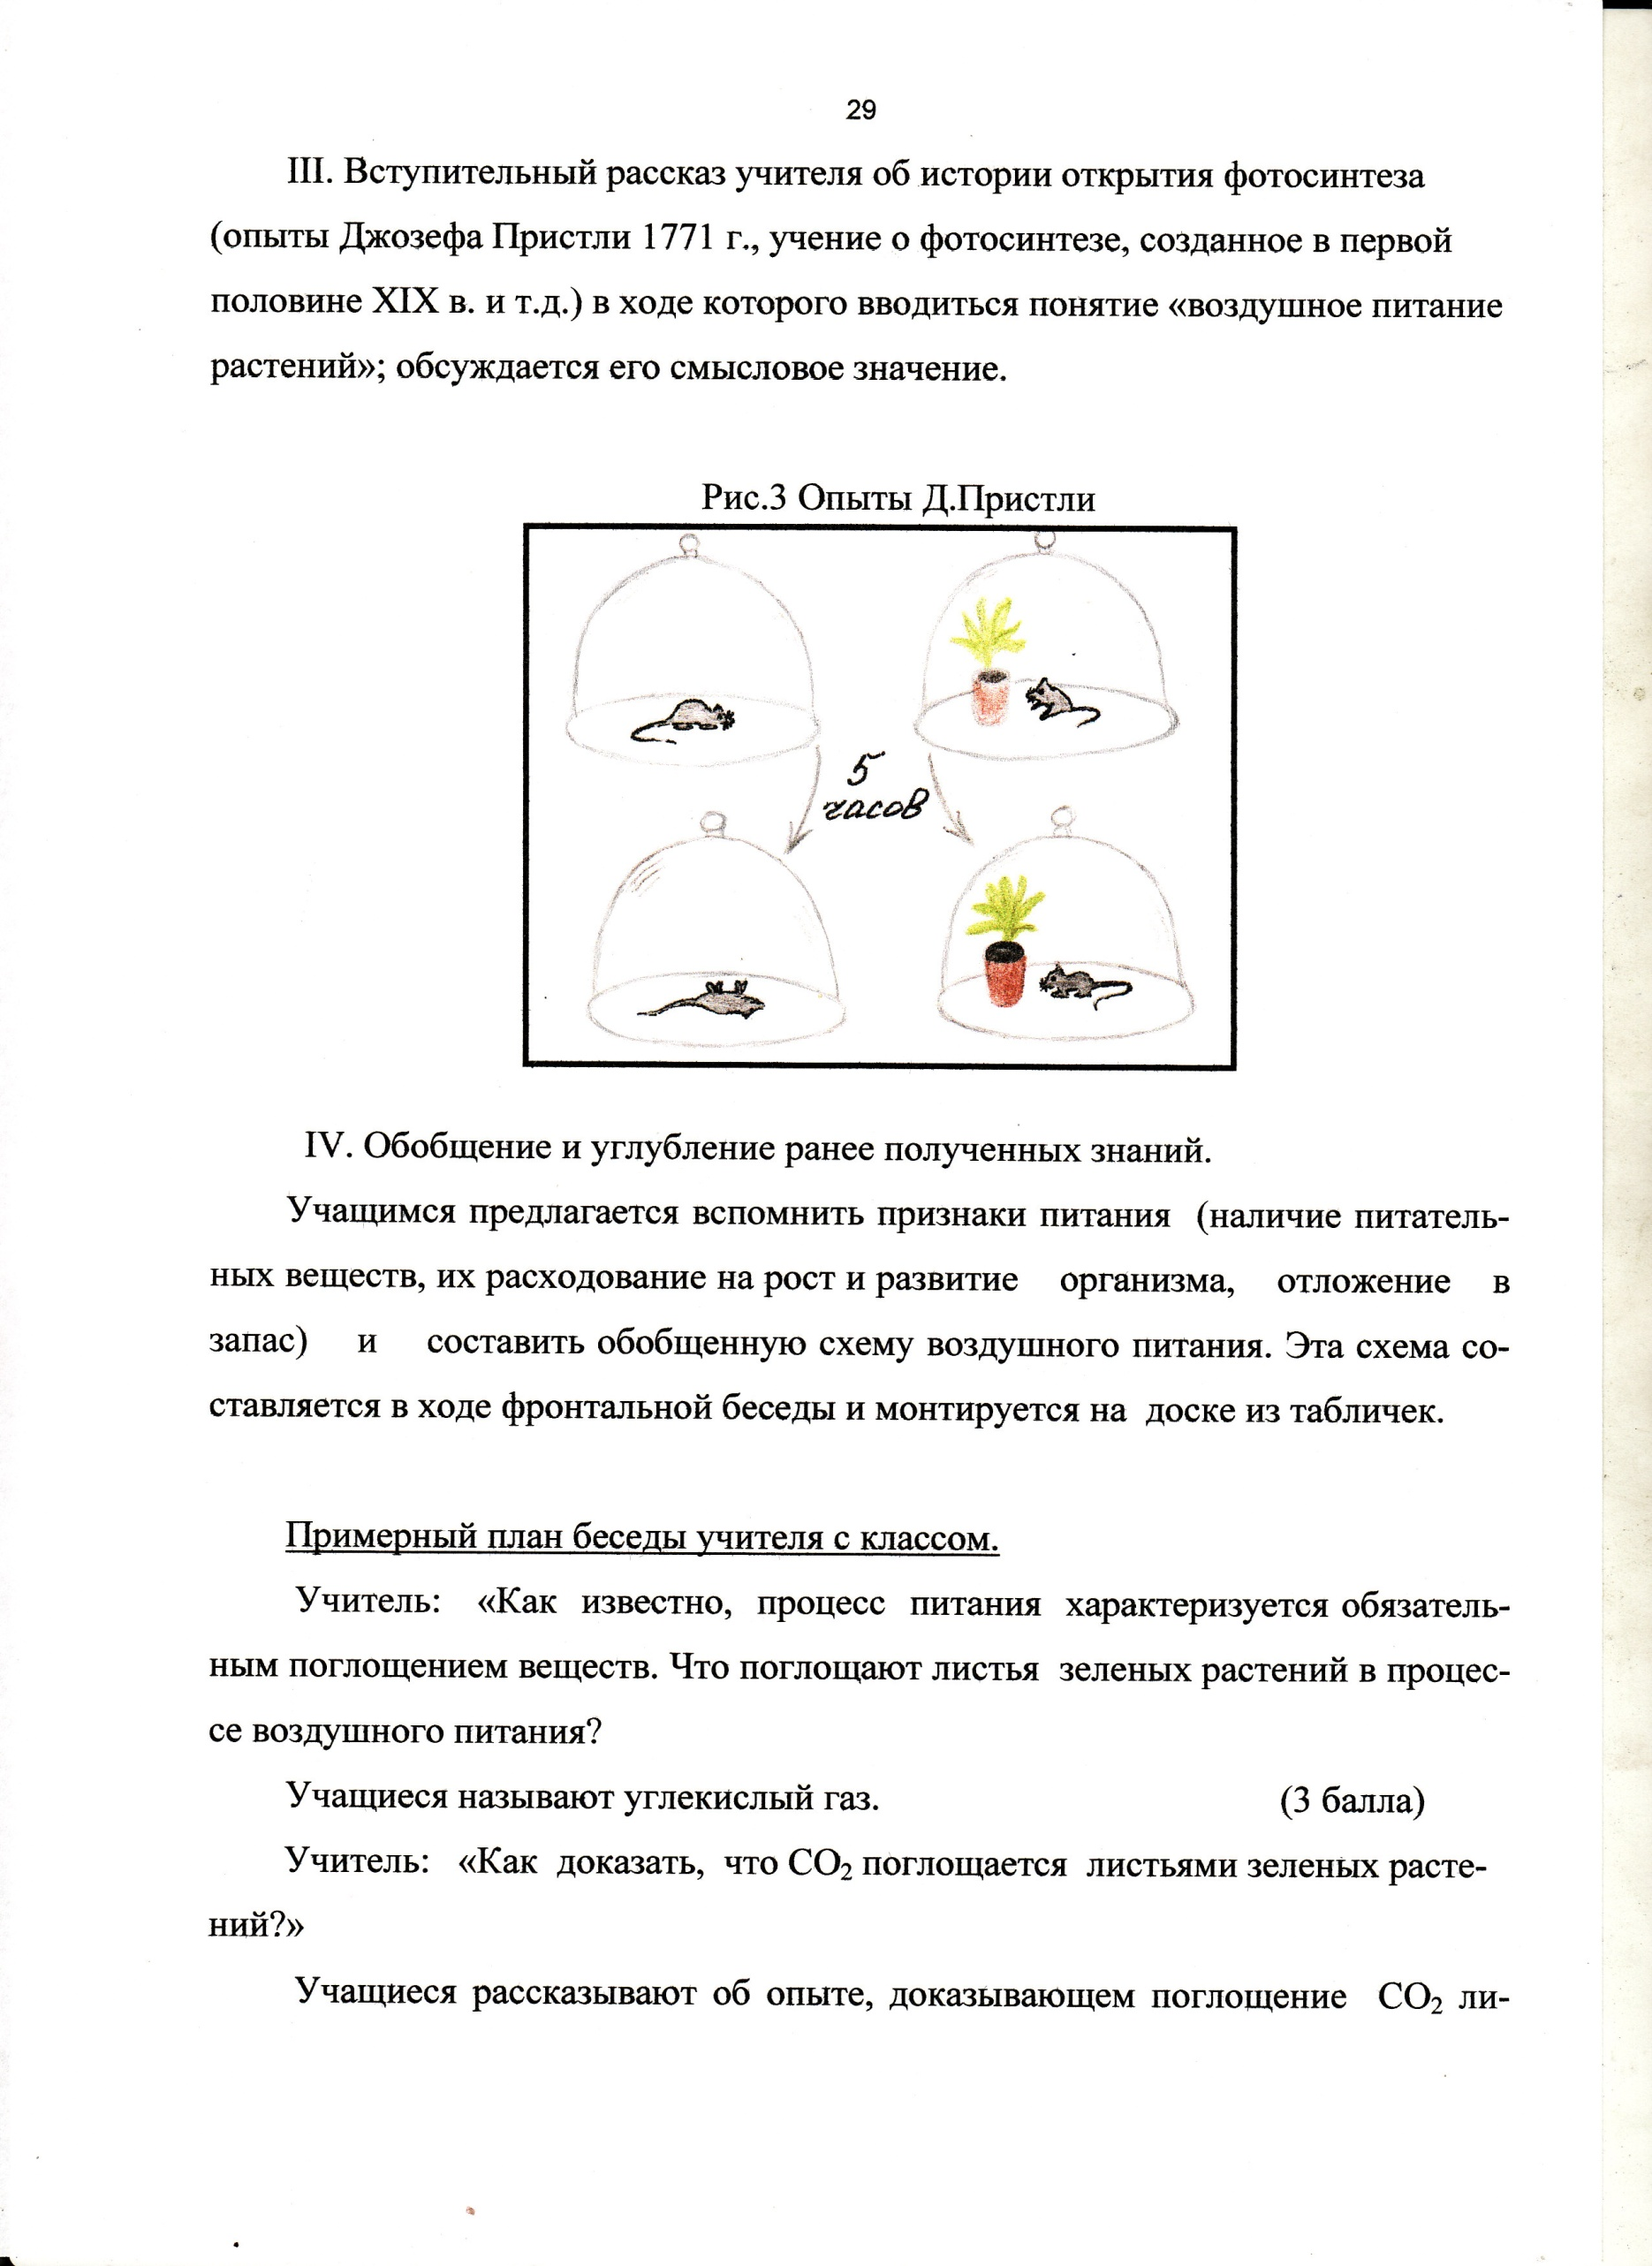 29
III. Вступительный рассказ учителя об истории открытия фотосинтеза
(опыты Джозефа Пристли 1771 г., учение о фотосинтезе, созданное в первой
половине XIX в. и т.д.) в ходе которого вводиться понятие «воздушное питание
растений»; обсуждается его смысловое значение.
Рис.3 Опыты Д.Пристли
5
часов
IV. Обобщение и углубление ранее полученных знаний.
Учащимся предлагается вспомнить признаки питания (наличие питатель-
ных веществ, их расходование на рост и развитие организма, отложение в
запас) и составить обобщенную схему воздушного питания. Эта схема со-
ставляется в ходе фронтальной беседы и монтируется на доске из табличек.
Примерный план беседы учителя с классом.
Учитель: «Как известно, процесс питания характеризуется обязатель-
ным поглощением веществ. Что поглощают листья зеленых растений в процес-
се воздушного питания?
Учащиеся называют углекислый газ. (3 балла)
Учитель: «Как доказать, что CO₂ поглощается листьями зеленых расте-
ний?»
Учащиеся рассказывают об опыте, доказывающем поглощение CO₂ ли-